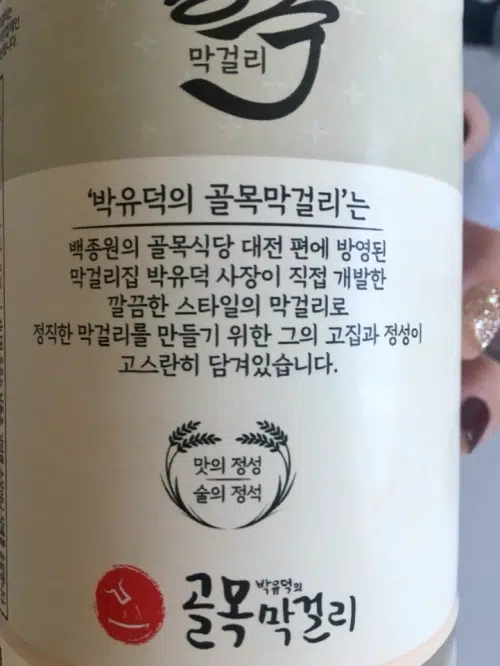 막걸리
‘박유덕의 골목막걸리’는
백종원의 골목식당 대전 편에 방영된
막걸리집 박유덕 사장이 직접 개발한
깔끔한 스타일의 막걸리로
정직한 막걸리를 만들기 위한 그의 고집과 정성이
고스란히 담겨있습니다.
맛의 정성
술의 정석
박유덕의
골목막걸리